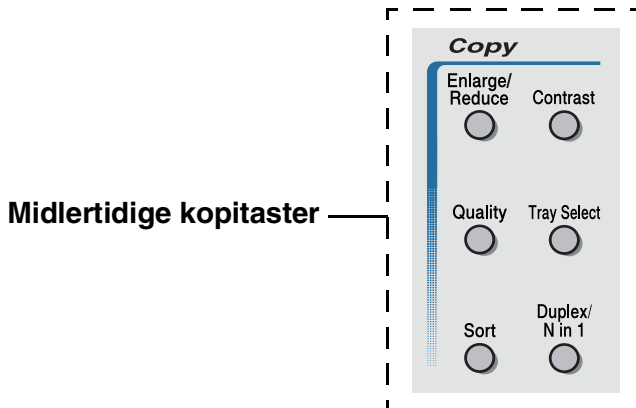 Copy
Enlarge/
Reduce
Contrast
Midlertidige kopitaster
Quality
Tray Select
Sort
Duplex/
N in 1